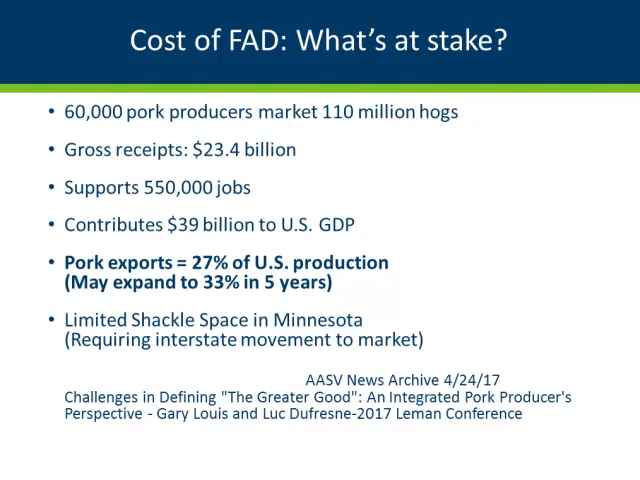 Cost of FAD: What's at stake?
• 60,000 pork producers market 110 million hogs
• Gross receipts: $23.4 billion
• Supports 550,000 jobs
• Contributes $39 billion to U.S. GDP
• Pork exports = 27% of U.S. production
(May expand to 33% in 5 years)
• Limited Shackle Space in Minnesota
(Requiring interstate movement to market)
AASV News Archive 4/24/17
Challenges in Defining "The Greater Good": An Integrated Pork Producer's
Perspective - Gary Louis and Luc Dufresne-2017 Leman Conference